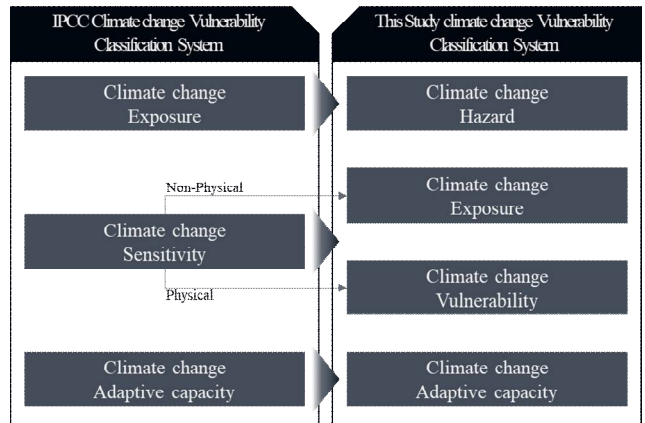 IPCC Climate change Vulnerability
Classification System
Climate change
Exposure
Non-Physical
Climate change
Sensitivity
Physical
Climate change
Adaptive capacity
This Study climate change Vulnerability
Classification System
Climate change
Hazard
Climate change
Exposure
Climate change
Vulnerability
Climate change
Adaptive capacity